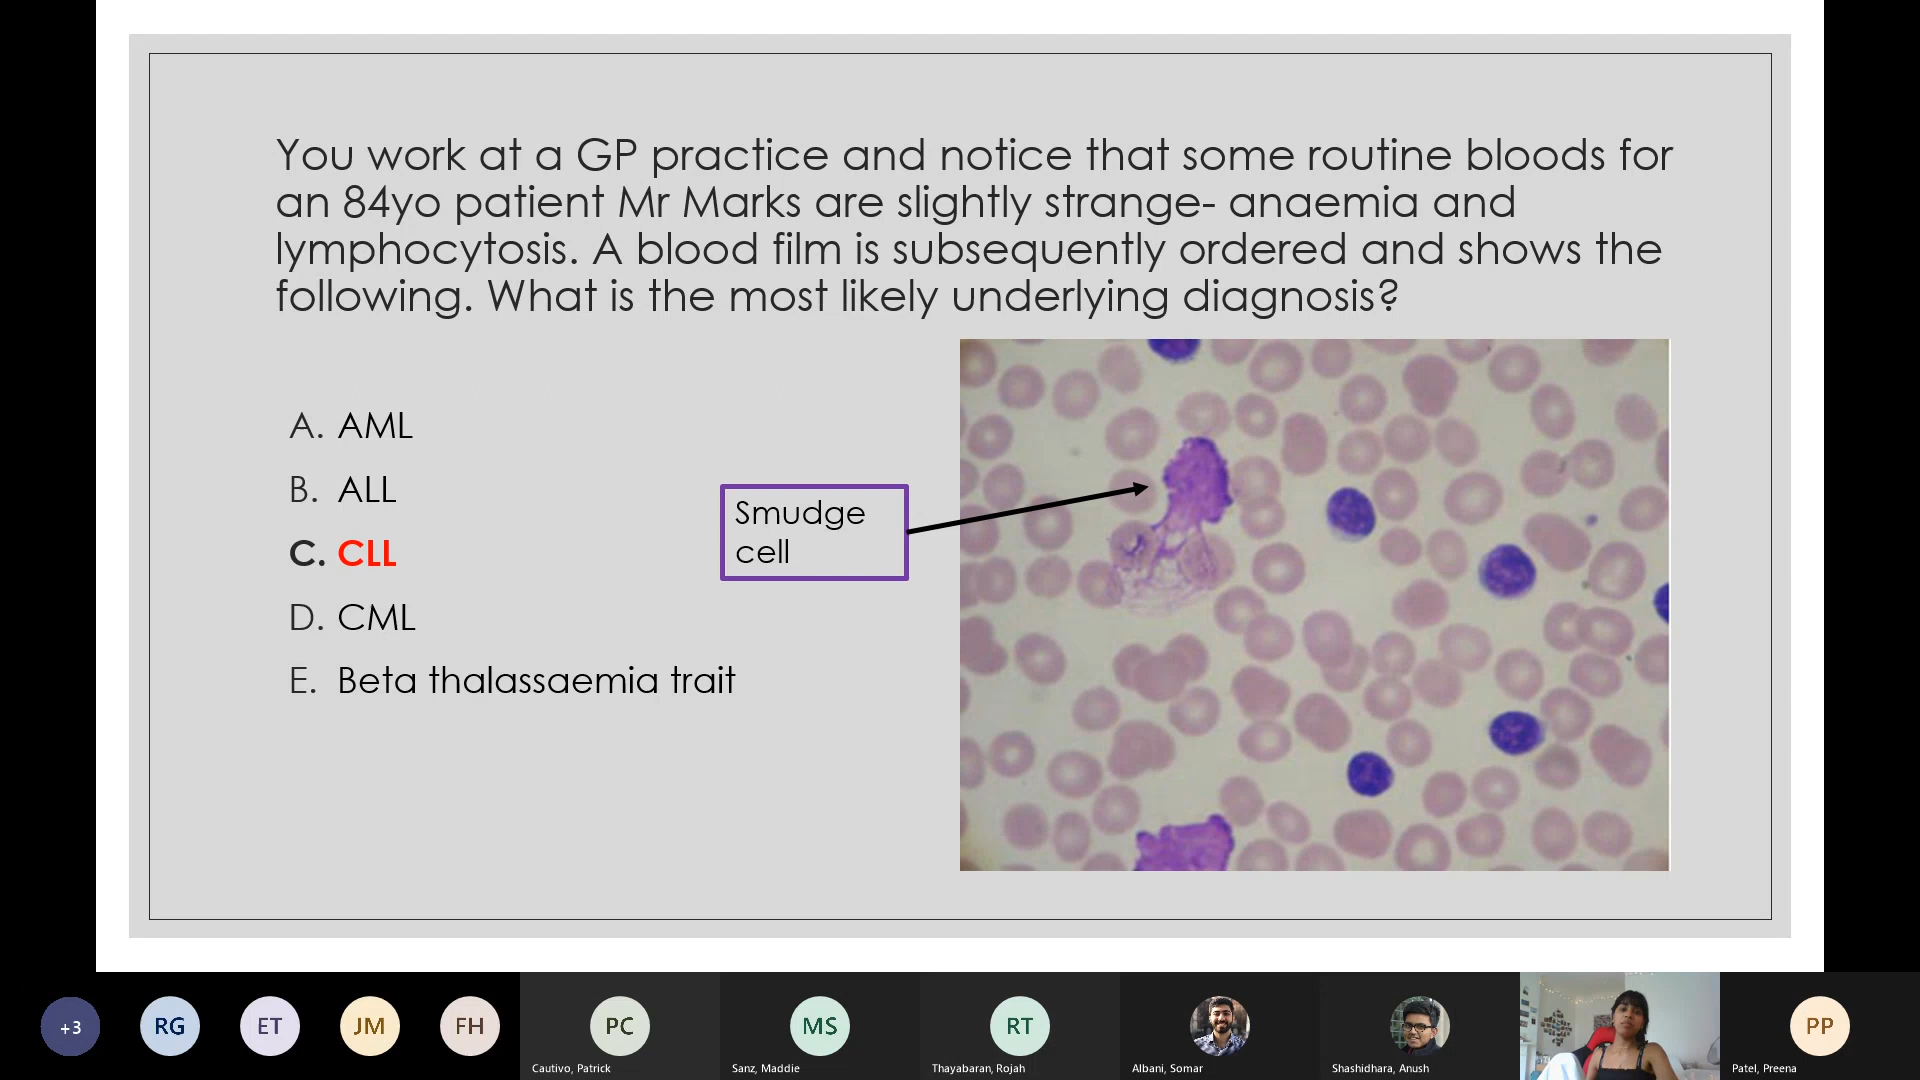 You work at a GP practice and notice that some routine bloods for
an 84yo patient Mr Marks are slightly strange- anaemia and
lymphocytosis. A blood film is subsequently ordered and shows the
following. What is the most likely underlying diagnosis?
A. AML
B. ALL
C. CLL
D. CML
E. Beta thalassaemia trait
Smudge
cell
+3
RG
ET
JM
FH
PC
MS
RT
PP
Cautivo, Patrick
Sanz, Maddie
Thayabaran, Rojah
Albani, Somar
Shashidhara, Anush
Patel, Preena